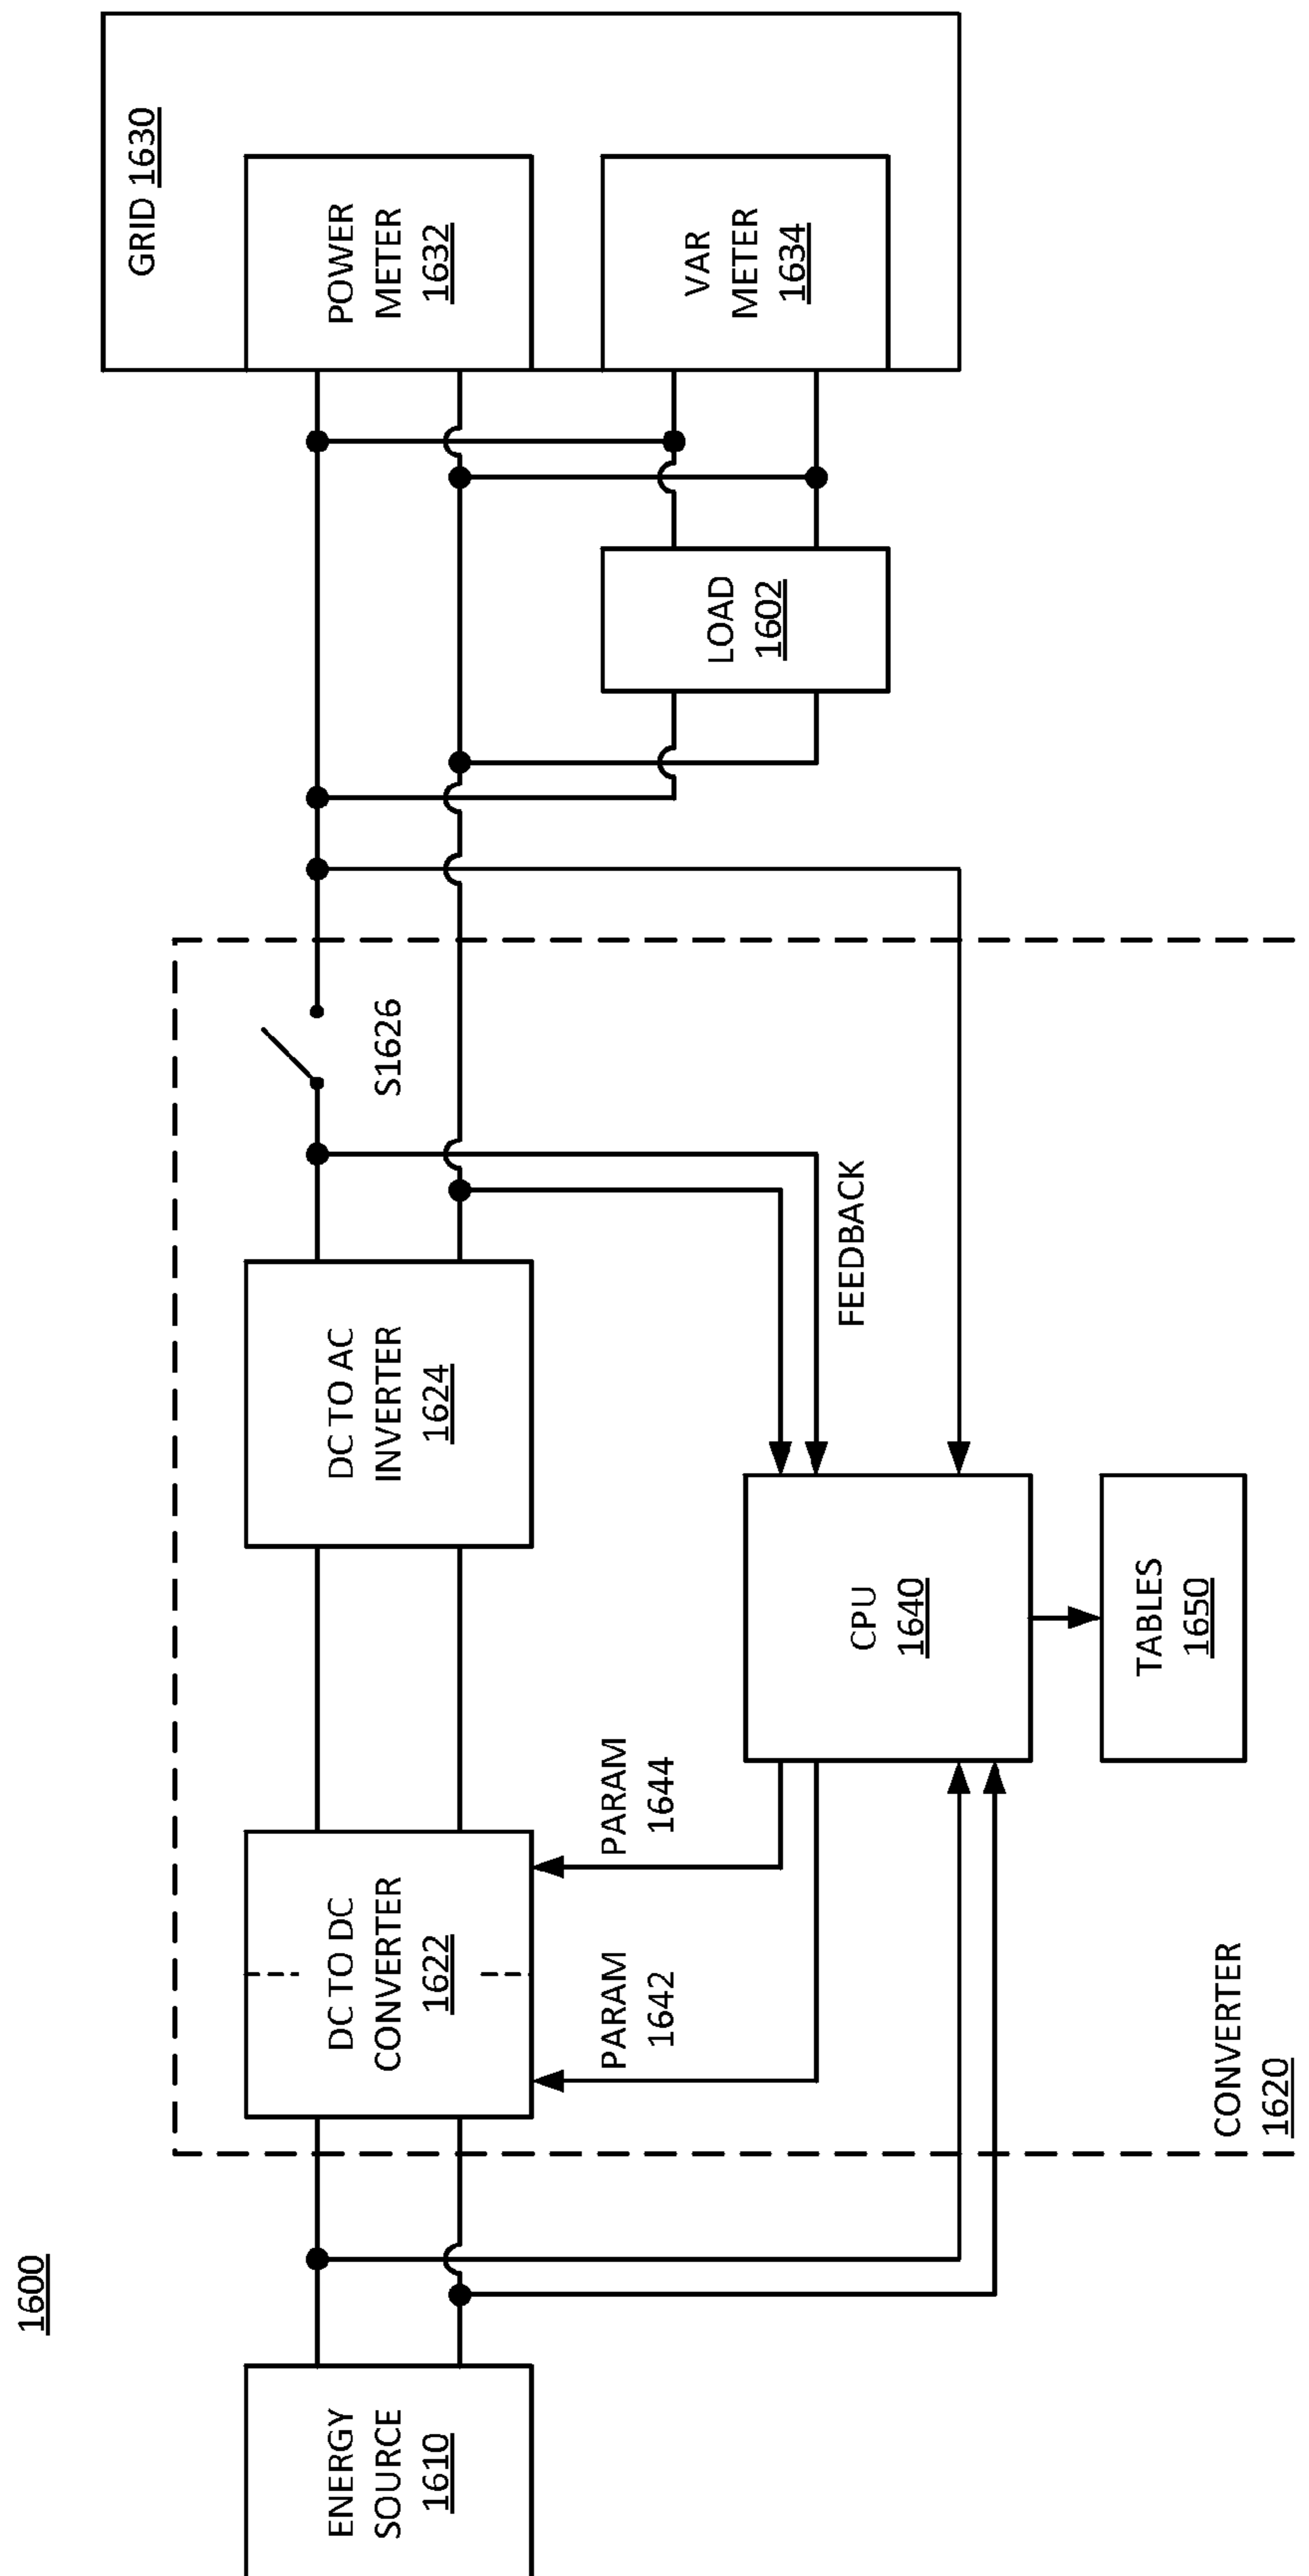 1600
ENERGY
SOURCE
1610
DC TO DC
CONVERTER
1622
DC TO AC
INVERTER
1624
S1626
GRID 1630
POWER
METER
1632
VAR
METER
1634
LOAD
1602
PARAM
1642
PARAM
1644
FEEDBACK
CPU
1640
TABLES
1650
CONVERTER
1620